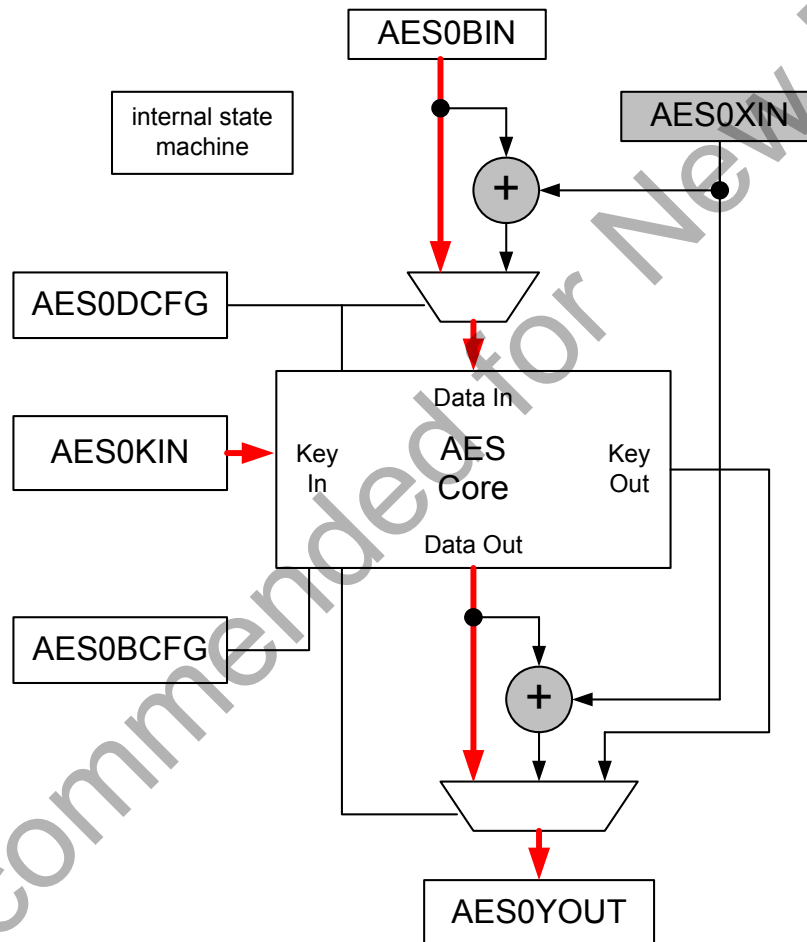 AES0BIN
internal state
machine
AES0XIN
+
AES0DCFG
Data In
AES0KIN
Key
In
AES
Core
Key
Out
Data Out
AES0BCFG
+
AES0YOUT
commended for New